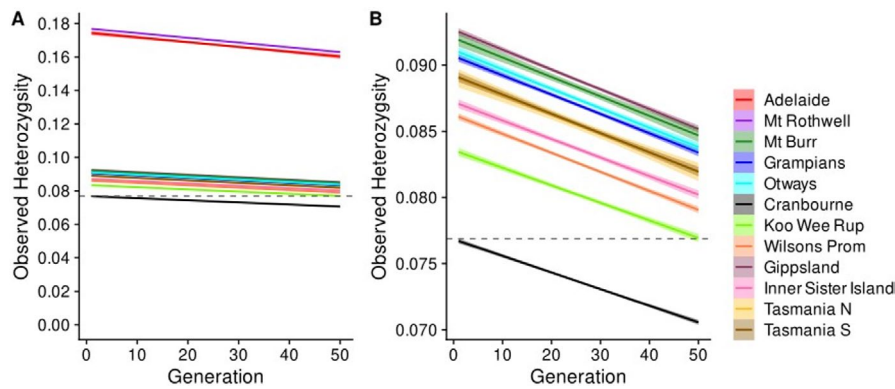 A
Observed Heterozygsity
0.18
0.16
0.14
0.12
0.10
0.08
0.06
0.04
0.02
0.00
0 10 20 30 40 50
Generation
B
Observed Heterozygsity
0.090
0.085
0.080
0.075
0.070
0 10 20 30 40 50
Generation
Adelaide
Mt Rothwell
Mt Burr
Grampians
Otways
Cranbourne
Koo Wee Rup
Wilsons Prom
Gippsland
Inner Sister Island
Tasmania N
Tasmania S